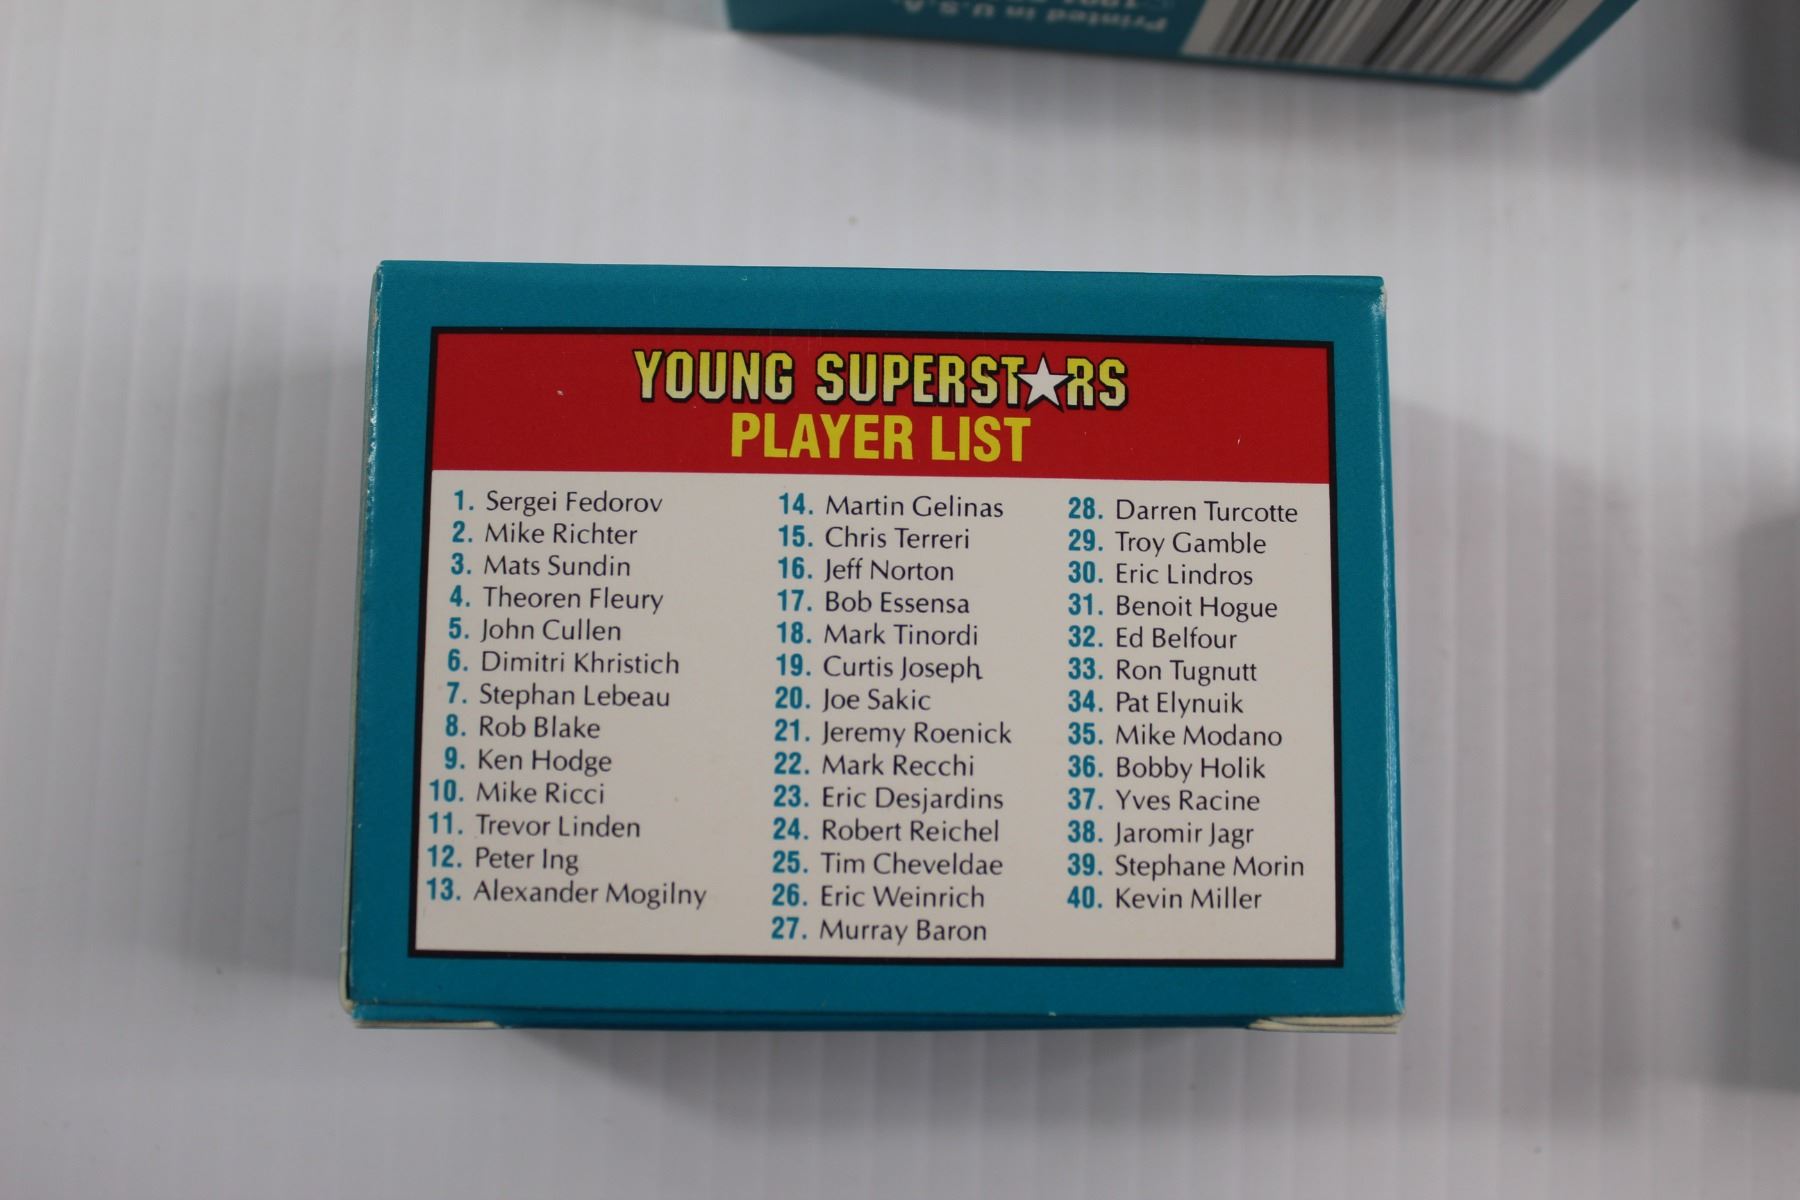 Printed in U.S.A.
YOUNG SUPERST★RS
PLAYER LIST
1. Sergei Fedorov
2. Mike Richter
3. Mats Sundin
4. Theoren Fleury
5. John Cullen
6. Dimitri Khristich
7. Stephan Lebeau
8. Rob Blake
9. Ken Hodge
10. Mike Ricci
11. Trevor Linden
12. Peter Ing
13. Alexander Mogilny
14. Martin Gelinas
15. Chris Terreri
16. Jeff Norton
17. Bob Essensa
18. Mark Tinordi
19. Curtis Joseph
20. Joe Sakic
21. Jeremy Roenick
22. Mark Recchi
23. Eric Desjardins
24. Robert Reichel
25. Tim Cheveldae
26. Eric Weinrich
27. Murray Baron
28. Darren Turcotte
29. Troy Gamble
30. Eric Lindros
31. Benoit Hogue
32. Ed Belfour
33. Ron Tugnutt
34. Pat Elynuik
35. Mike Modano
36. Bobby Holik
37. Yves Racine
38. Jaromir Jagr
39. Stephane Morin
40. Kevin Miller